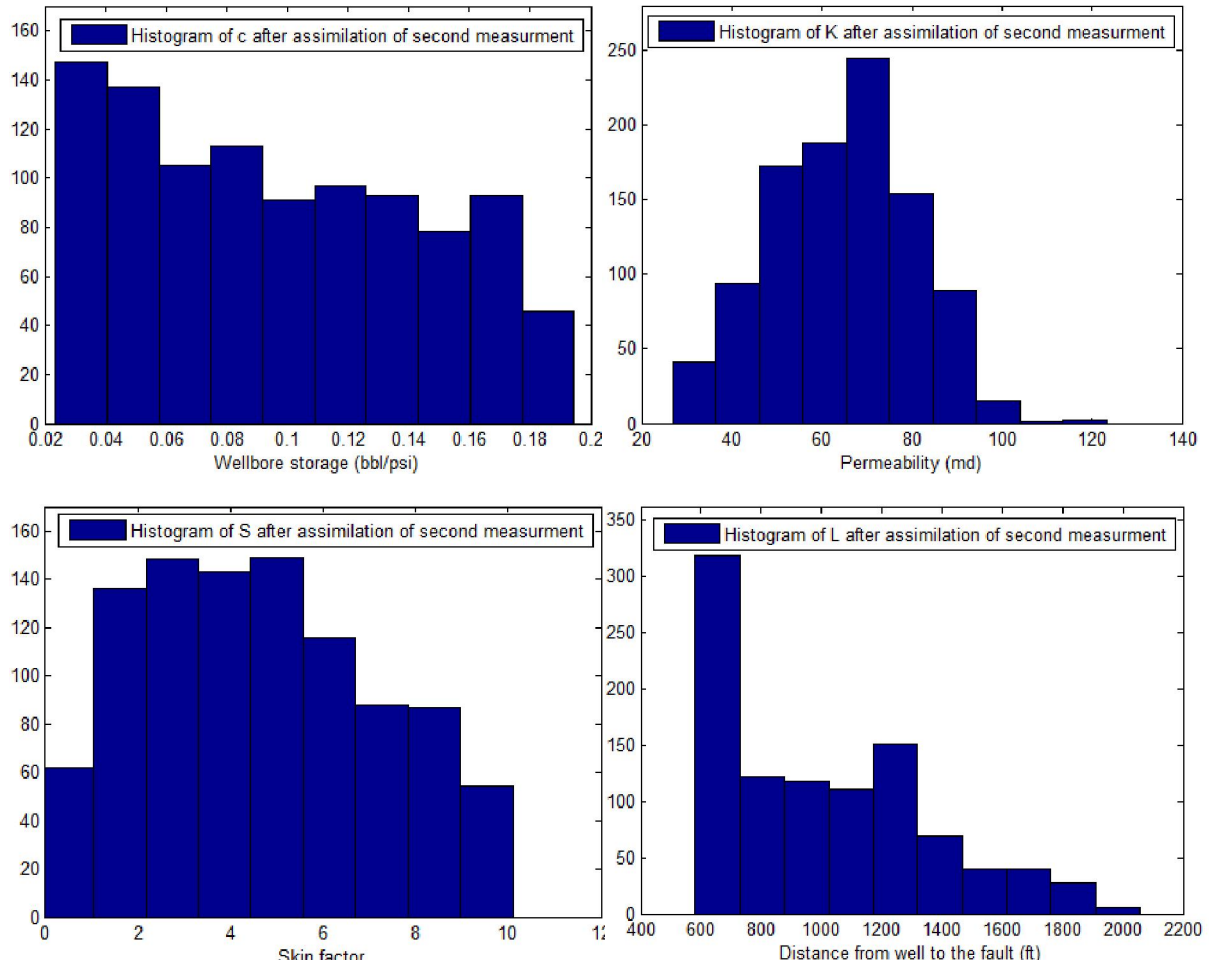 Histogram of c after assimilation of second measurment
160
140
120
100
80
60
40
20
0
0.02 0.04 0.06 0.08 0.1 0.12 0.14 0.16 0.18 0.2
Wellbore storage (bbl/psi)
Histogram of K after assimilation of second measurment
250
200
150
100
50
0
20 40 60 80 100 120 140
Permeability (md)
Histogram of S after assimilation of second measurment
160
140
120
100
80
60
40
20
0
0 2 4 6 8 10 12
Skin factor
Histogram of L after assimilation of second measurment
350
300
250
200
150
100
50
0
400 600 800 1000 1200 1400 1600 1800 2000 2200
Distance from well to the fault (ft)